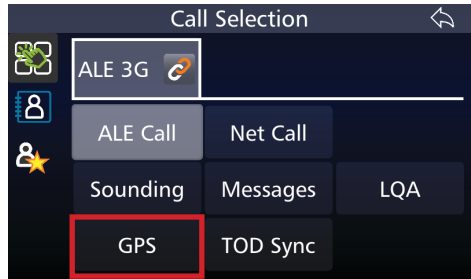 Call Selection
ALE 3G
ALE Call
Net Call
Sounding
Messages
LQA
GPS
TOD Sync